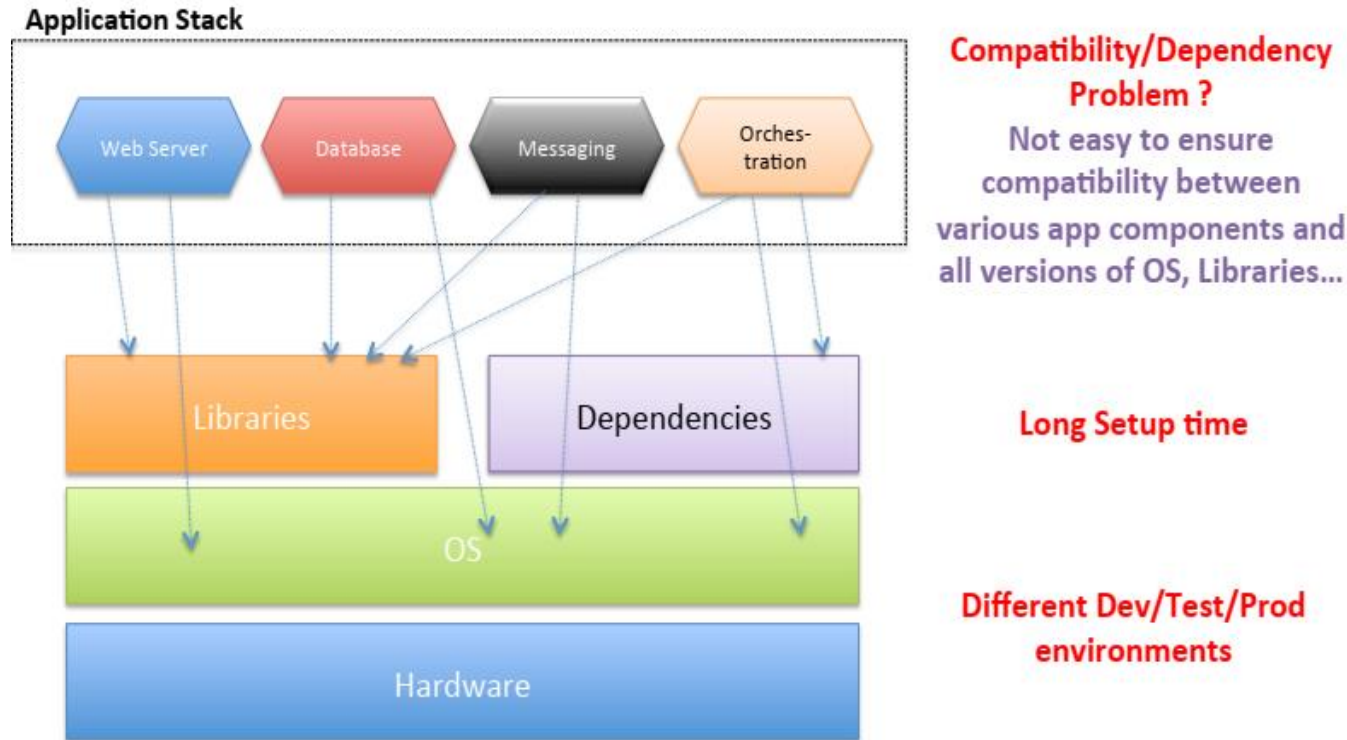 Application Stack
Web Server
Database
Messaging
Orches-
tration
Compatibility/Dependency
Problem ?
Not easy to ensure
compatibility between
various app components and
all versions of OS, Libraries...
Libraries
Dependencies
Long Setup time
OS
Different Dev/Test/Prod
environments
Hardware